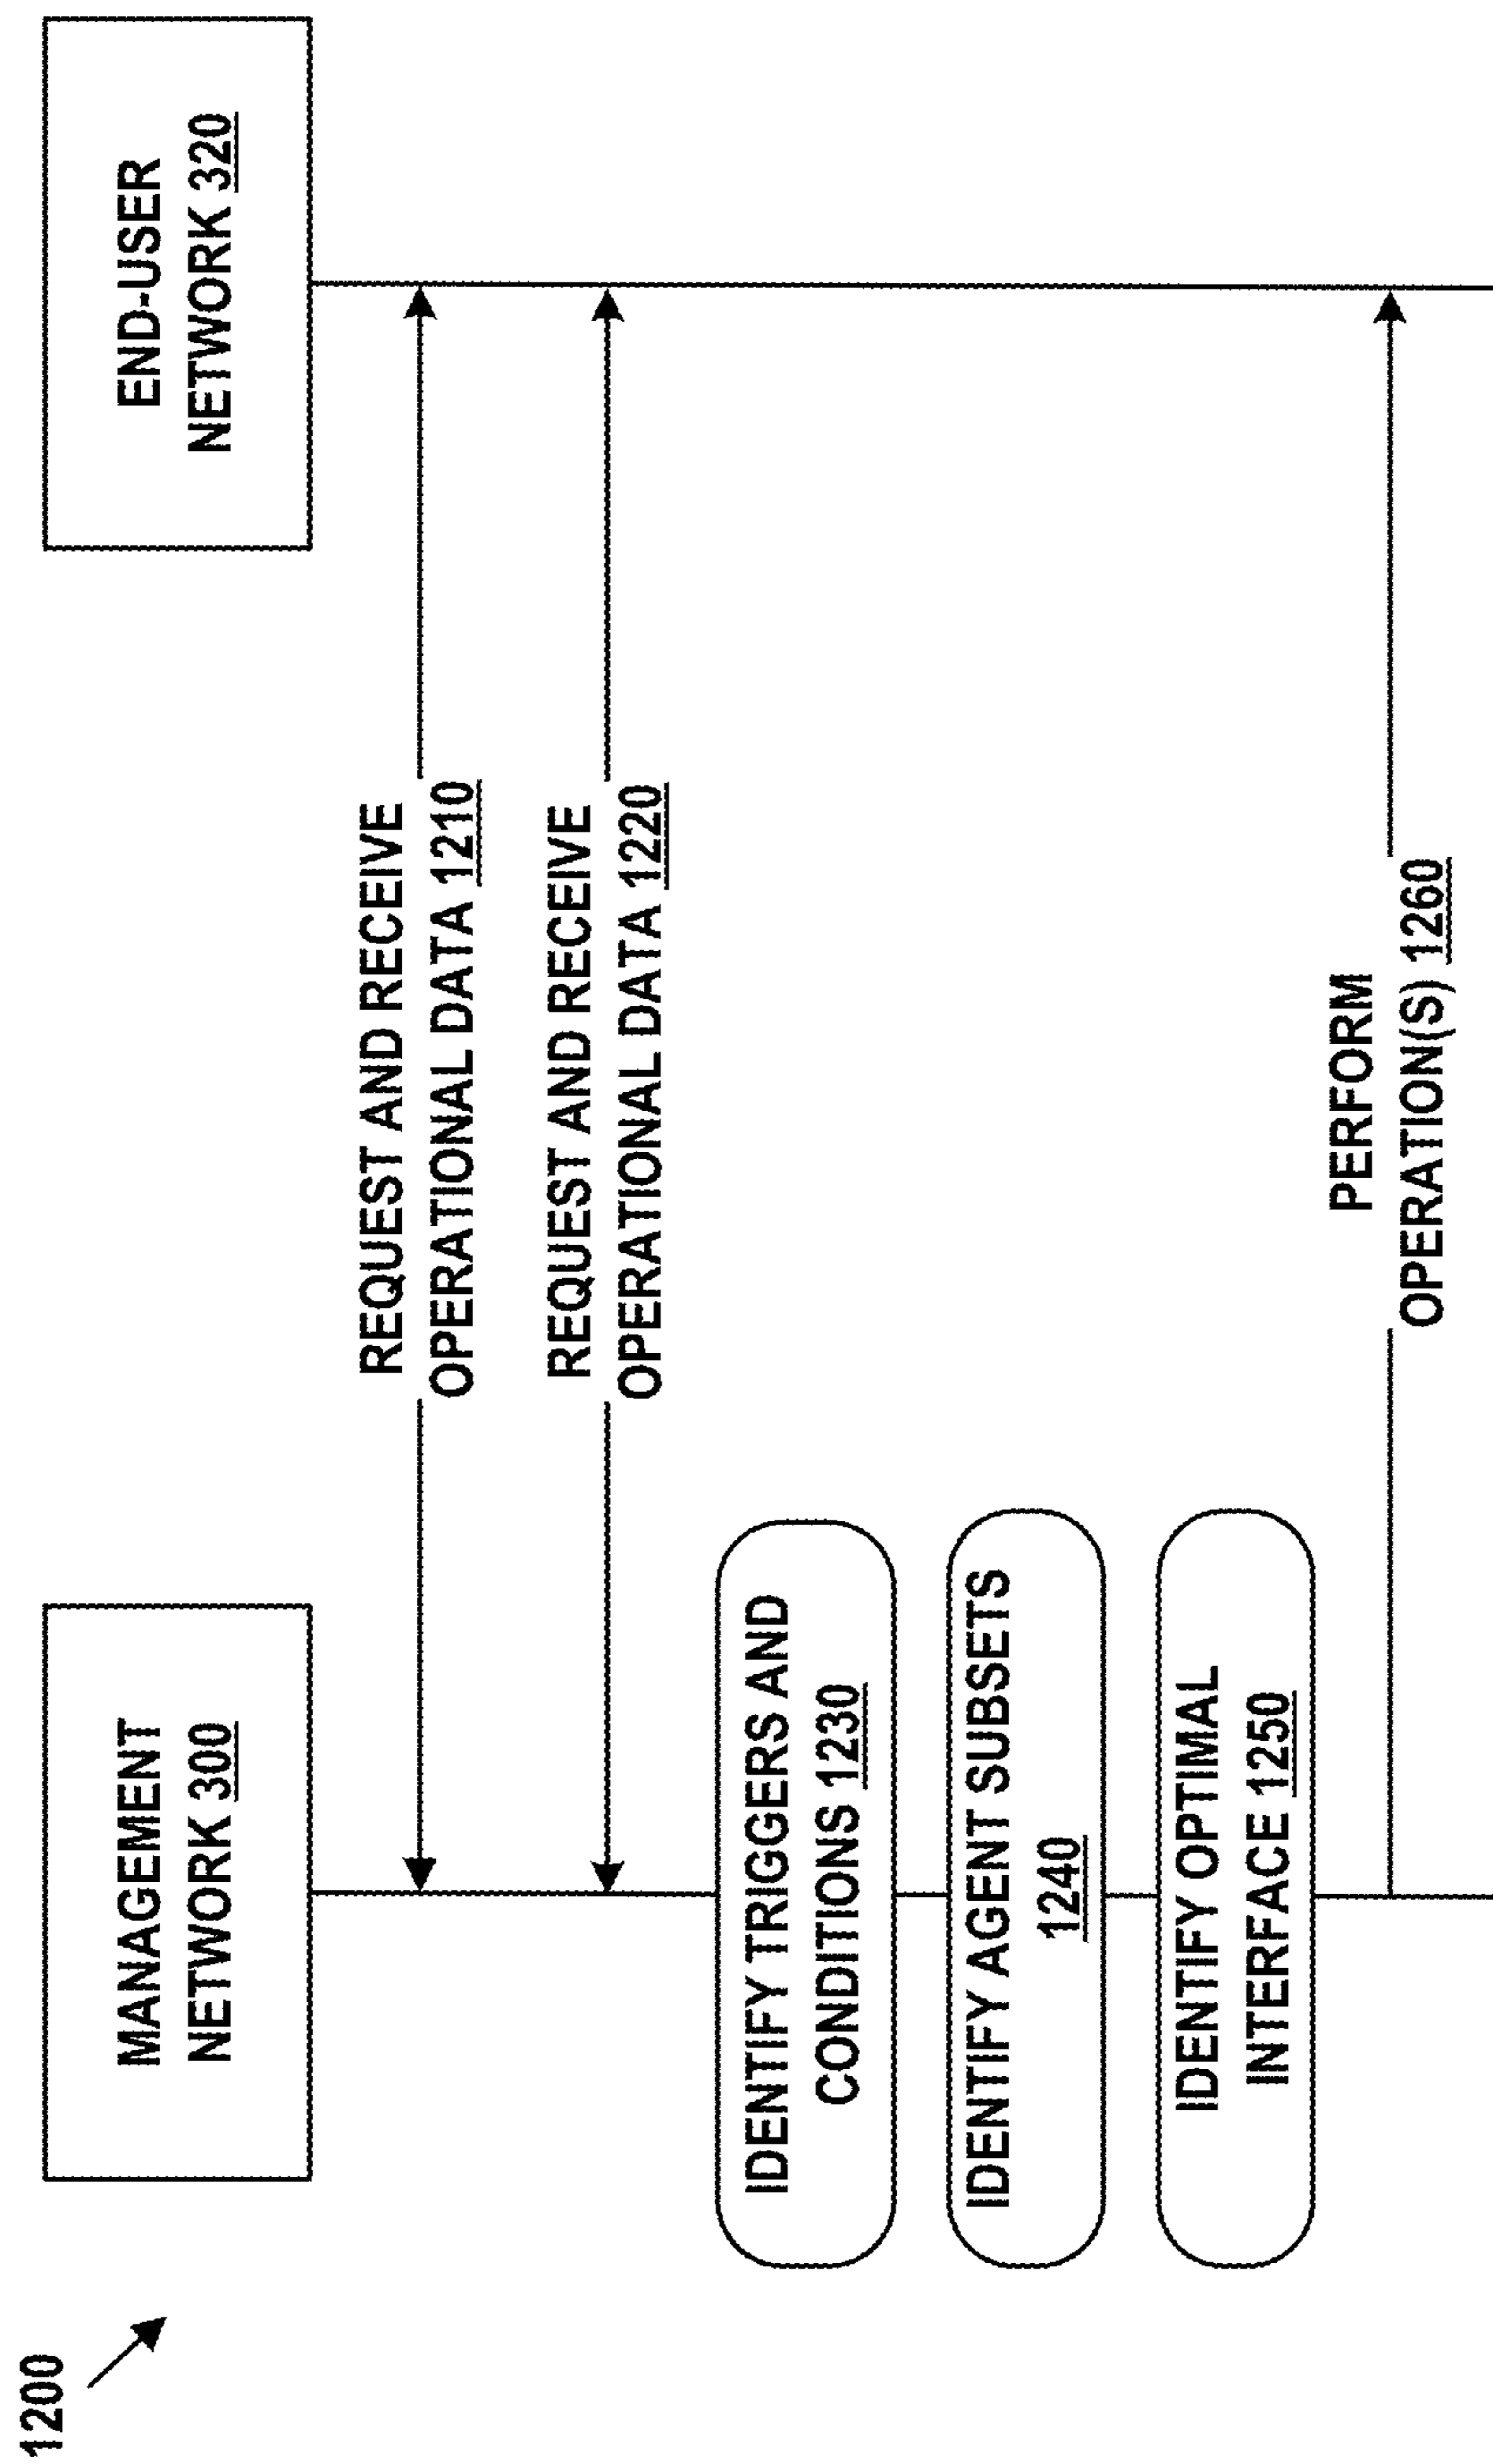 1200
MANAGEMENT
NETWORK 300
END-USER
NETWORK 320
REQUEST AND RECEIVE
OPERATIONAL DATA 1210
REQUEST AND RECEIVE
OPERATIONAL DATA 1220
IDENTIFY TRIGGERS AND
CONDITIONS 1230
IDENTIFY AGENT SUBSETS
1240
IDENTIFY OPTIMAL
INTERFACE 1250
PERFORM
OPERATION(S) 1260